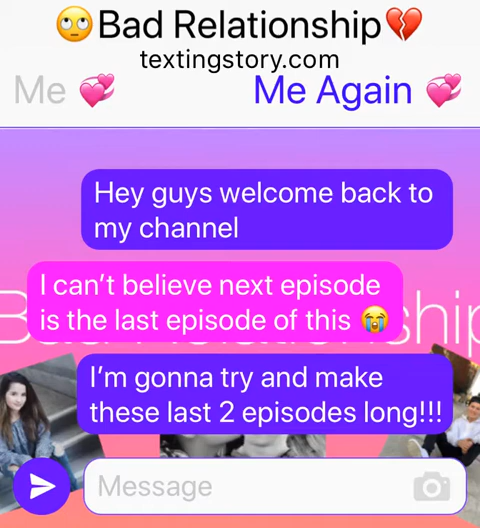 🙄Bad Relationship💔
textingstory.com
Me 💞 Me Again 💞
Hey guys welcome back to
my channel
I can't believe next episode
is the last episode of this 😭
I'm gonna try and make
these last 2 episodes long!!!
Message